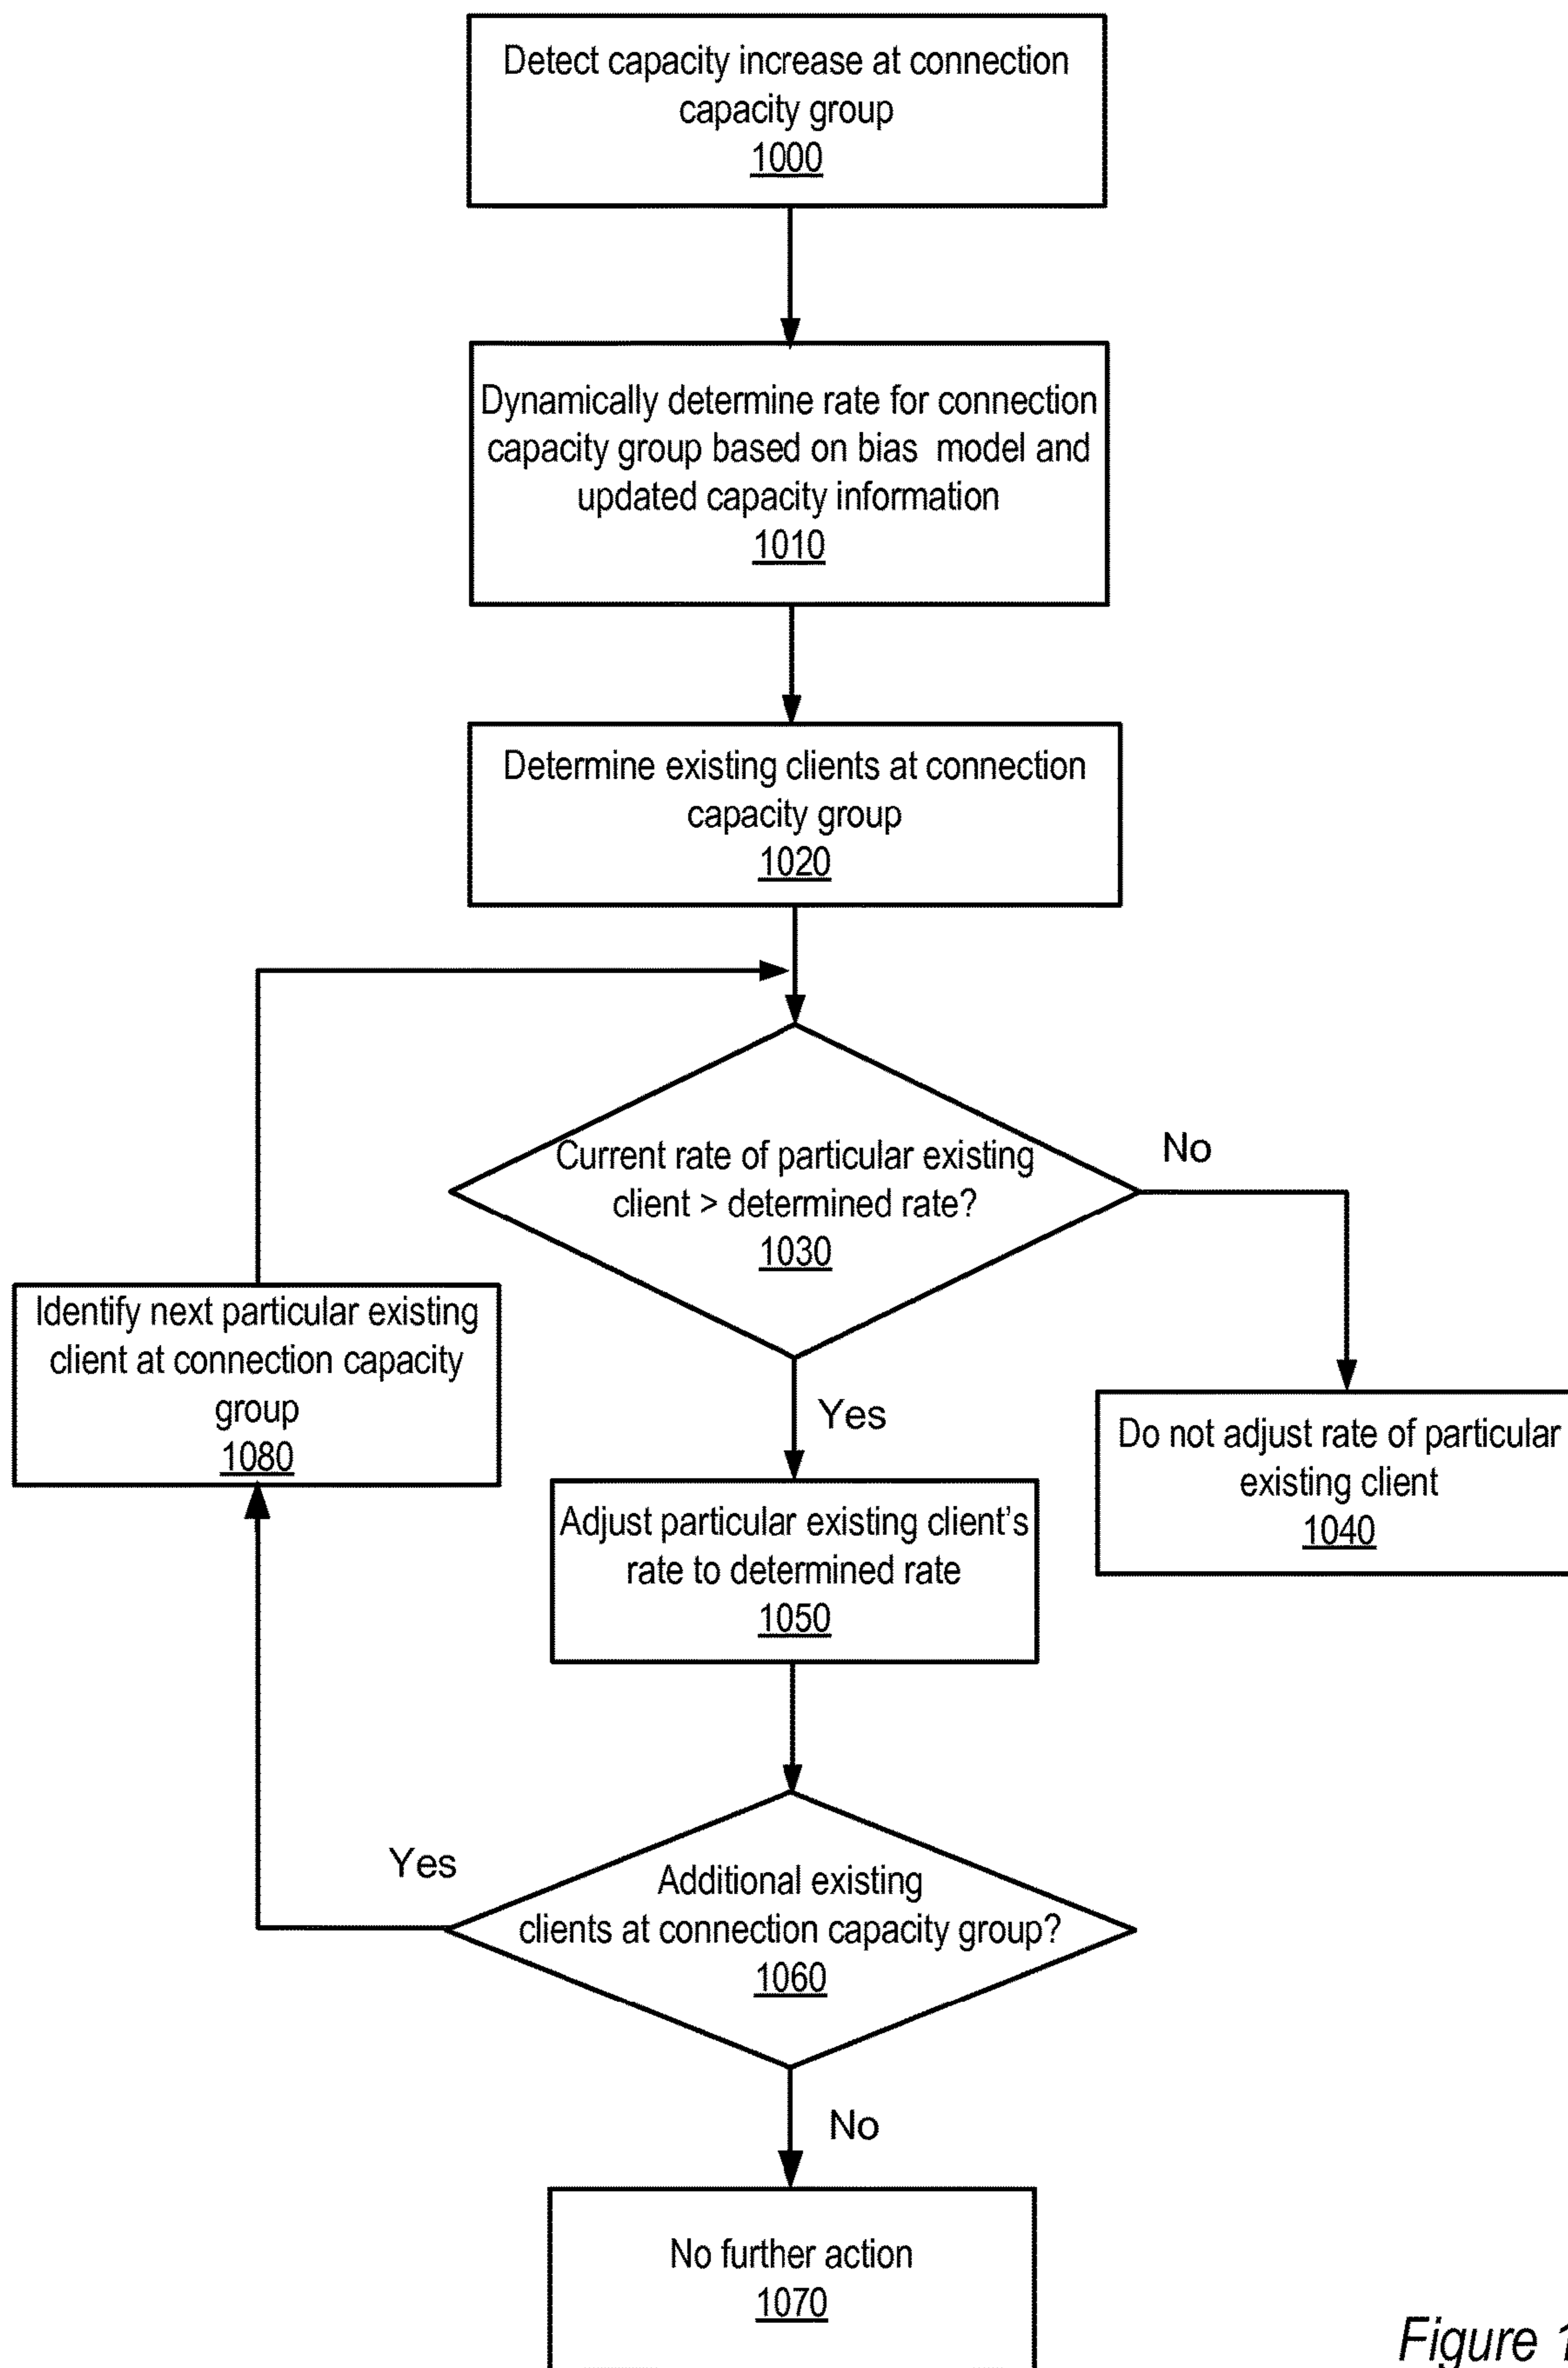 Detect capacity increase at connection
capacity group
1000
Dynamically determine rate for connection
capacity group based on bias model and
updated capacity information
1010
Determine existing clients at connection
capacity group
1020
Current rate of particular existing
client > determined rate?
1030
No
Identify next particular existing
client at connection capacity
group
1080
Yes
Do not adjust rate of particular
existing client
1040
Adjust particular existing client's
rate to determined rate
1050
Yes
Additional existing
clients at connection capacity group?
1060
No
No further action
1070
Figure